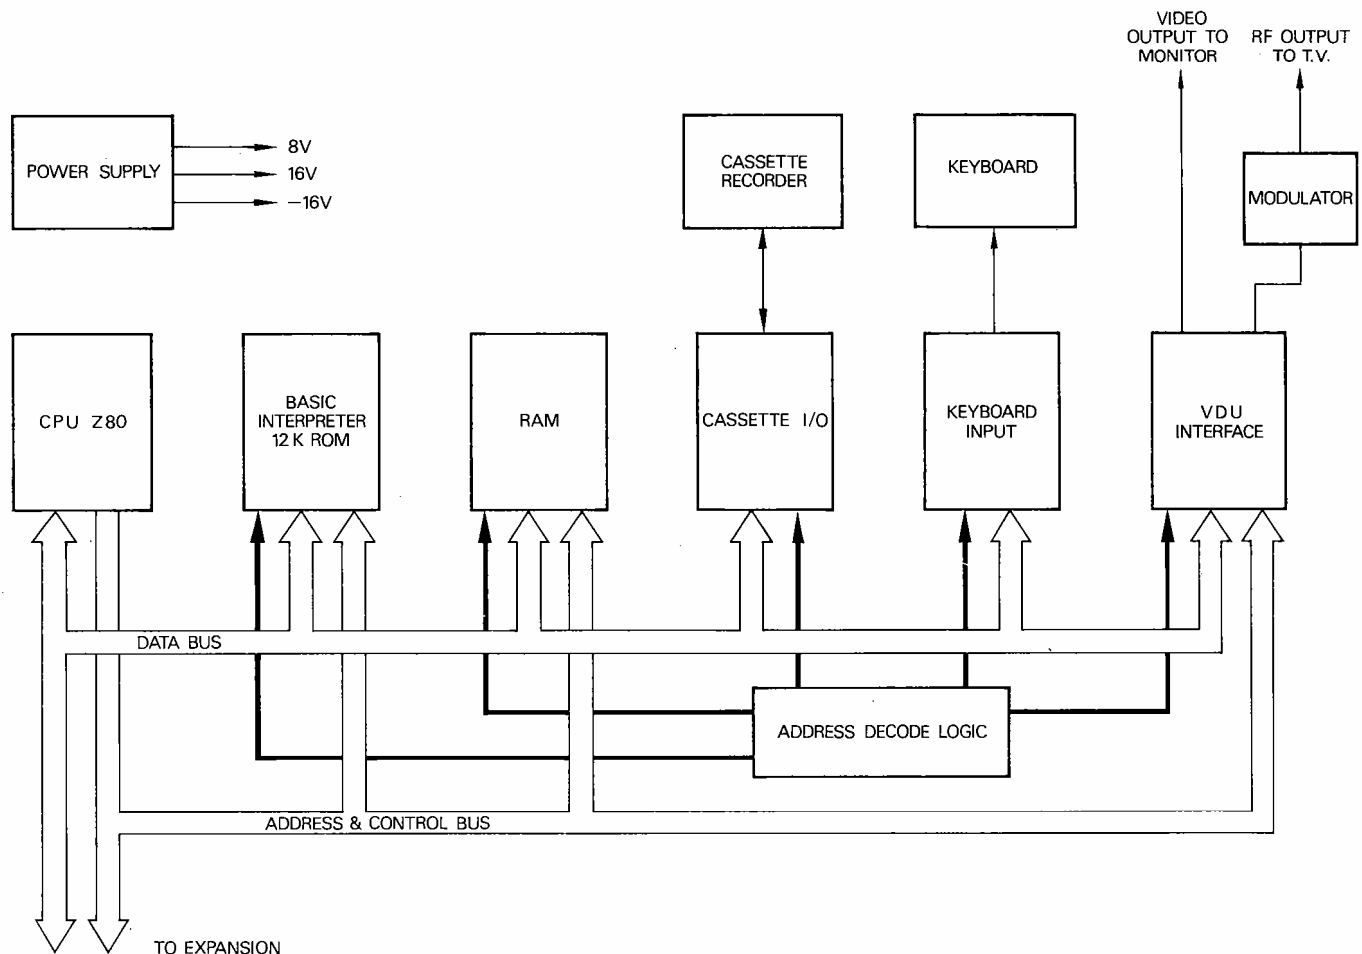 VIDEO
OUTPUT TO
MONITOR
RF OUTPUT
TO T.V.
POWER SUPPLY
8V
16V
−16V
CASSETTE
RECORDER
KEYBOARD
MODULATOR
CPU Z80
BASIC
INTERPRETER
12K ROM
RAM
CASSETTE I/O
KEYBOARD
INPUT
VDU
INTERFACE
DATA BUS
ADDRESS DECODE LOGIC
ADDRESS & CONTROL BUS
TO EXPANSION